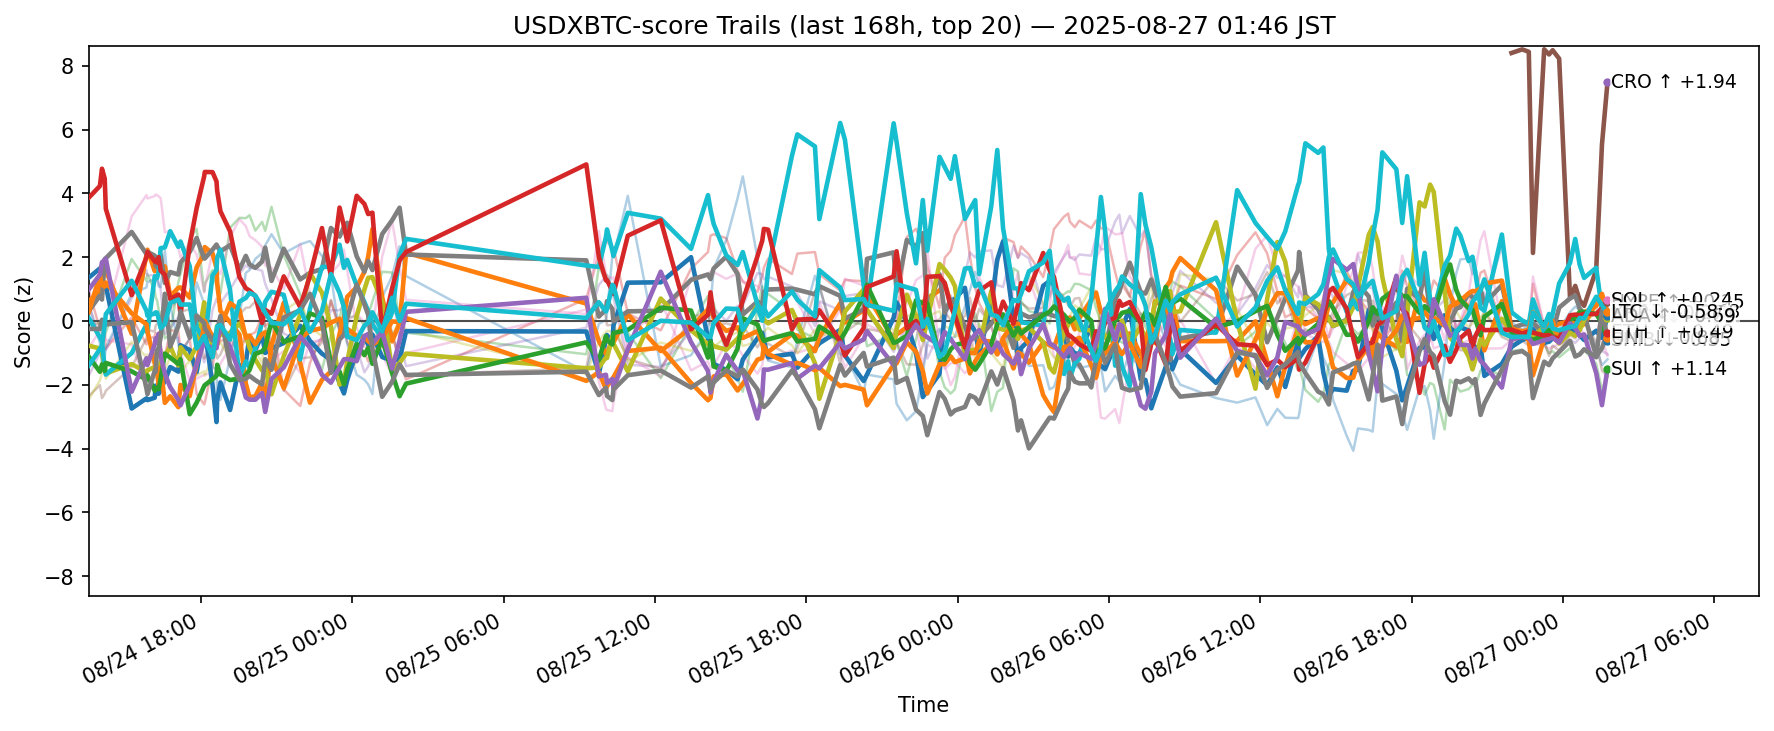 USDXBTC-score Trails (last 168h, top 20) — 2025-08-27 01:46 JST
Score (z)
8
6
4
2
0
−2
−4
−6
−8
CRO ↑ +1.94
SOL ↑
LTC ↓ -0.58
ETH ↑ +0.49
SUI ↑ +1.14
08/24 18:00
08/25 00:00
08/25 06:00
08/25 12:00
08/25 18:00
08/26 00:00
08/26 06:00
08/26 12:00
08/26 18:00
08/27 00:00
08/27 06:00
Time